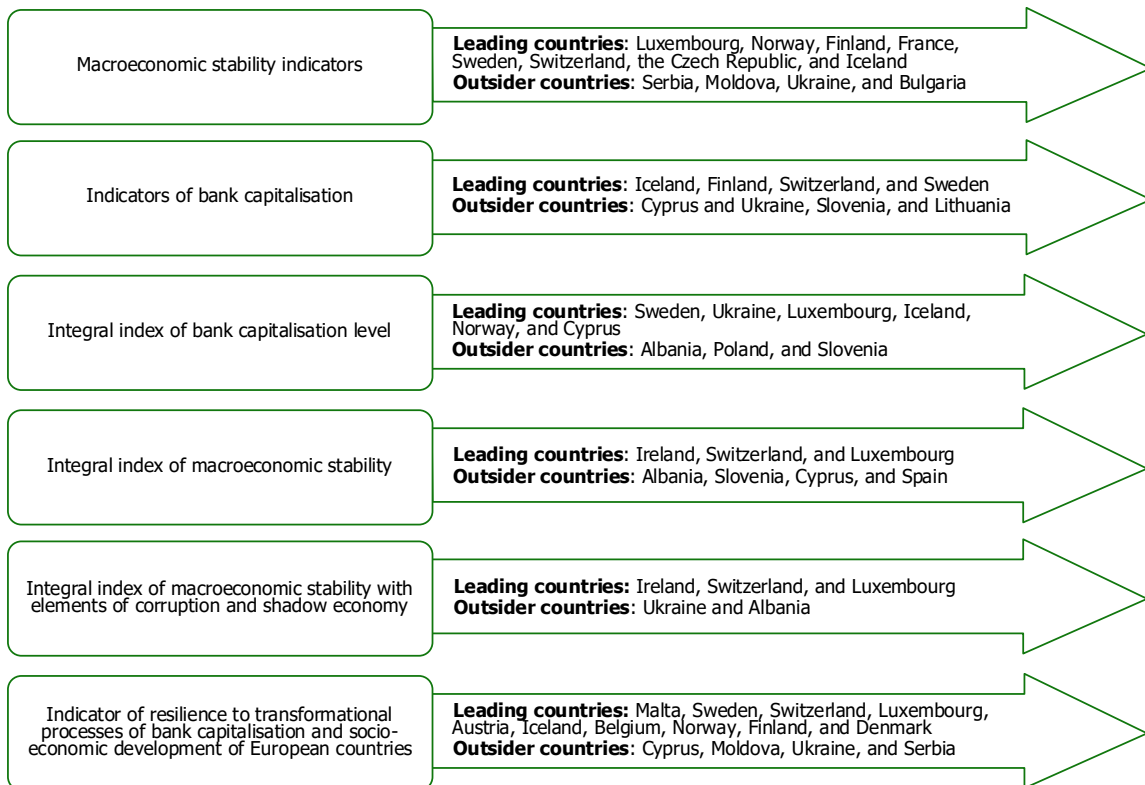 Macroeconomic stability indicators
Leading countries: Luxembourg, Norway, Finland, France,
Sweden, Switzerland, the Czech Republic, and Iceland
Outsider countries: Serbia, Moldova, Ukraine, and Bulgaria
Indicators of bank capitalisation
Leading countries: Iceland, Finland, Switzerland, and Sweden
Outsider countries: Cyprus and Ukraine, Slovenia, and Lithuania
Integral index of bank capitalisation level
Leading countries: Sweden, Ukraine, Luxembourg, Iceland,
Norway, and Cyprus
Outsider countries: Albania, Poland, and Slovenia
Integral index of macroeconomic stability
Leading countries: Ireland, Switzerland, and Luxembourg
Outsider countries: Albania, Slovenia, Cyprus, and Spain
Integral index of macroeconomic stability with
elements of corruption and shadow economy
Leading countries: Ireland, Switzerland, and Luxembourg
Outsider countries: Ukraine and Albania
Indicator of resilience to transformational
processes of bank capitalisation and socio-
economic development of European countries
Leading countries: Malta, Sweden, Switzerland, Luxembourg,
Austria, Iceland, Belgium, Norway, Finland, and Denmark
Outsider countries: Cyprus, Moldova, Ukraine, and Serbia